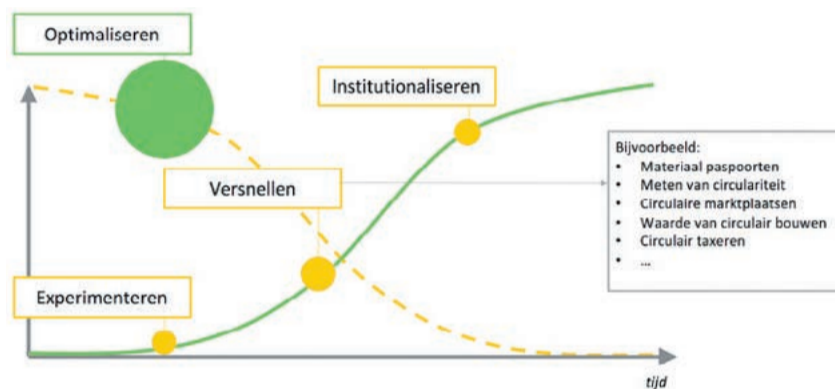 Optimaliseren
Institutionaliseren
Versnellen
Experimenteren
Bijvoorbeeld:
• Materiaal paspoorten
• Meten van circulariteit
• Circulaire marktplaatsen
• Waarde van circulair bouwen
• Circulair taxeren
• ...
tijd